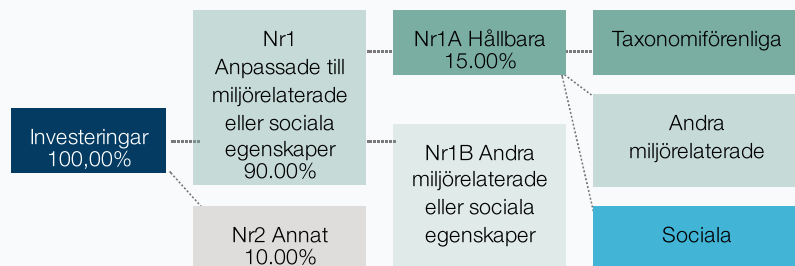 Investeringar
100,00%
Nr1
Anpassade till
miljörelaterade
eller sociala
egenskaper
90.00%
Nr2 Annat
10.00%
Nr1A Hållbara
15.00%
Nr1B Andra
miljörelaterade
eller sociala
egenskaper
Taxonomiförenliga
Andra
miljörelaterade
Sociala